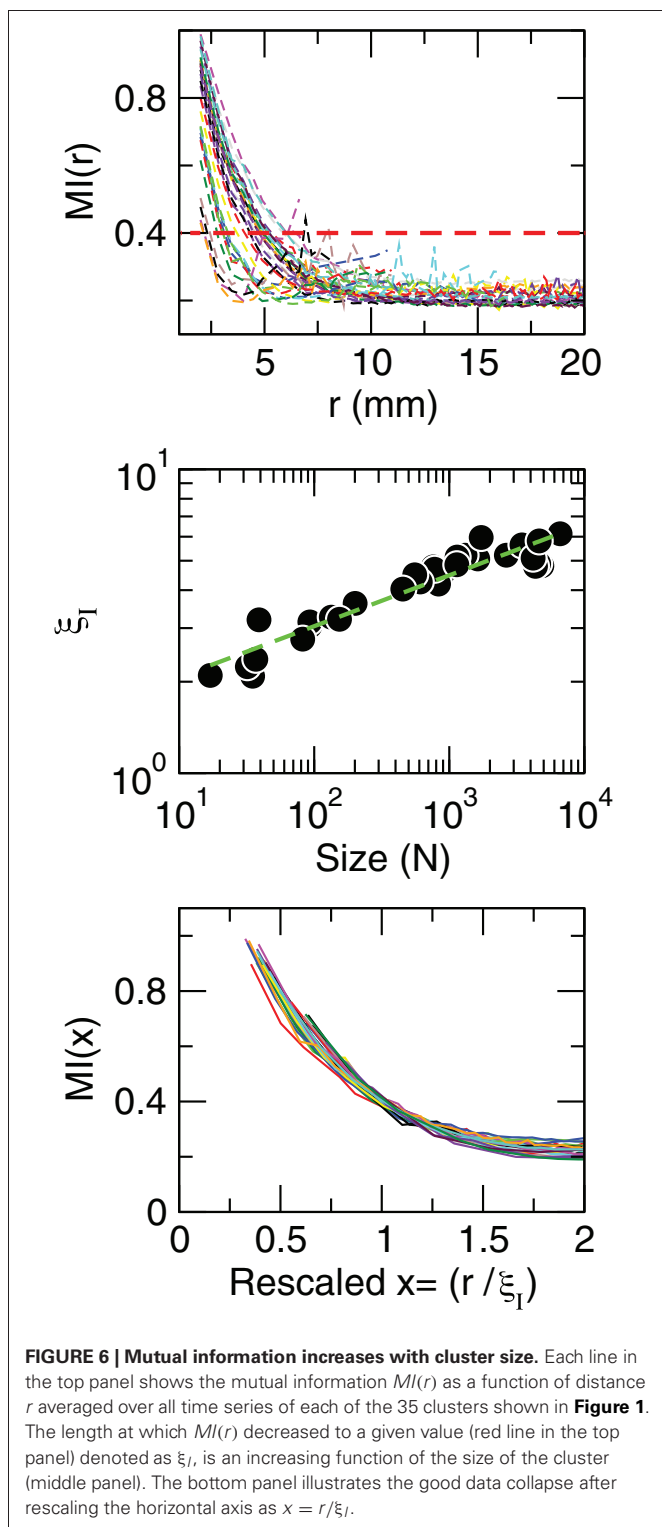 MI(r)
0.8
0.4
5 10 15 20
r (mm)
ξI
10^1
10^0
10^1 10^2 10^3 10^4
Size (N)
MI(x)
0.8
0.4
0
0 0.5 1 1.5 2
Rescaled x= (r /ξI)
FIGURE 6 | Mutual information increases with cluster size. Each line in
the top panel shows the mutual information MI(r) as a function of distance
r averaged over all time series of each of the 35 clusters shown in Figure 1.
The length at which MI(r) decreased to a given value (red line in the top
panel) denoted as ξI, is an increasing function of the size of the cluster
(middle panel). The bottom panel illustrates the good data collapse after
rescaling the horizontal axis as x = r/ξI.